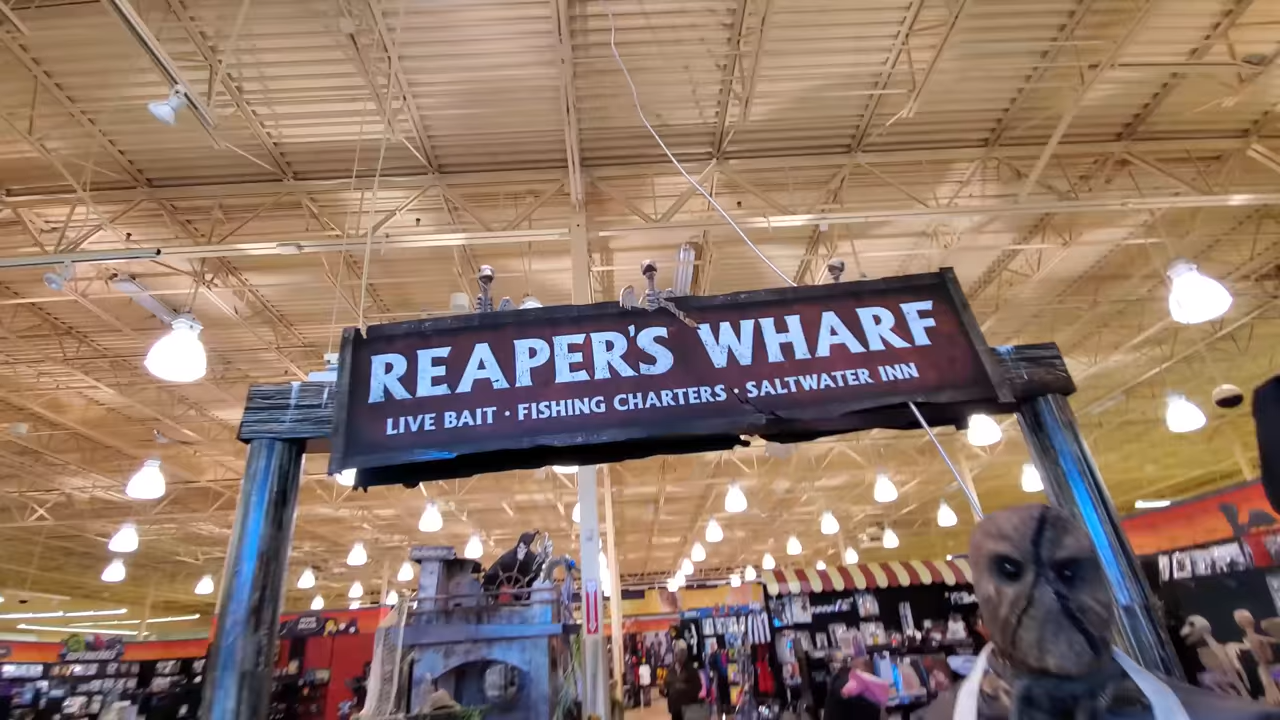 REAPER'S WHARF
LIVE BAIT · FISHING CHARTERS · SALTWATER INN